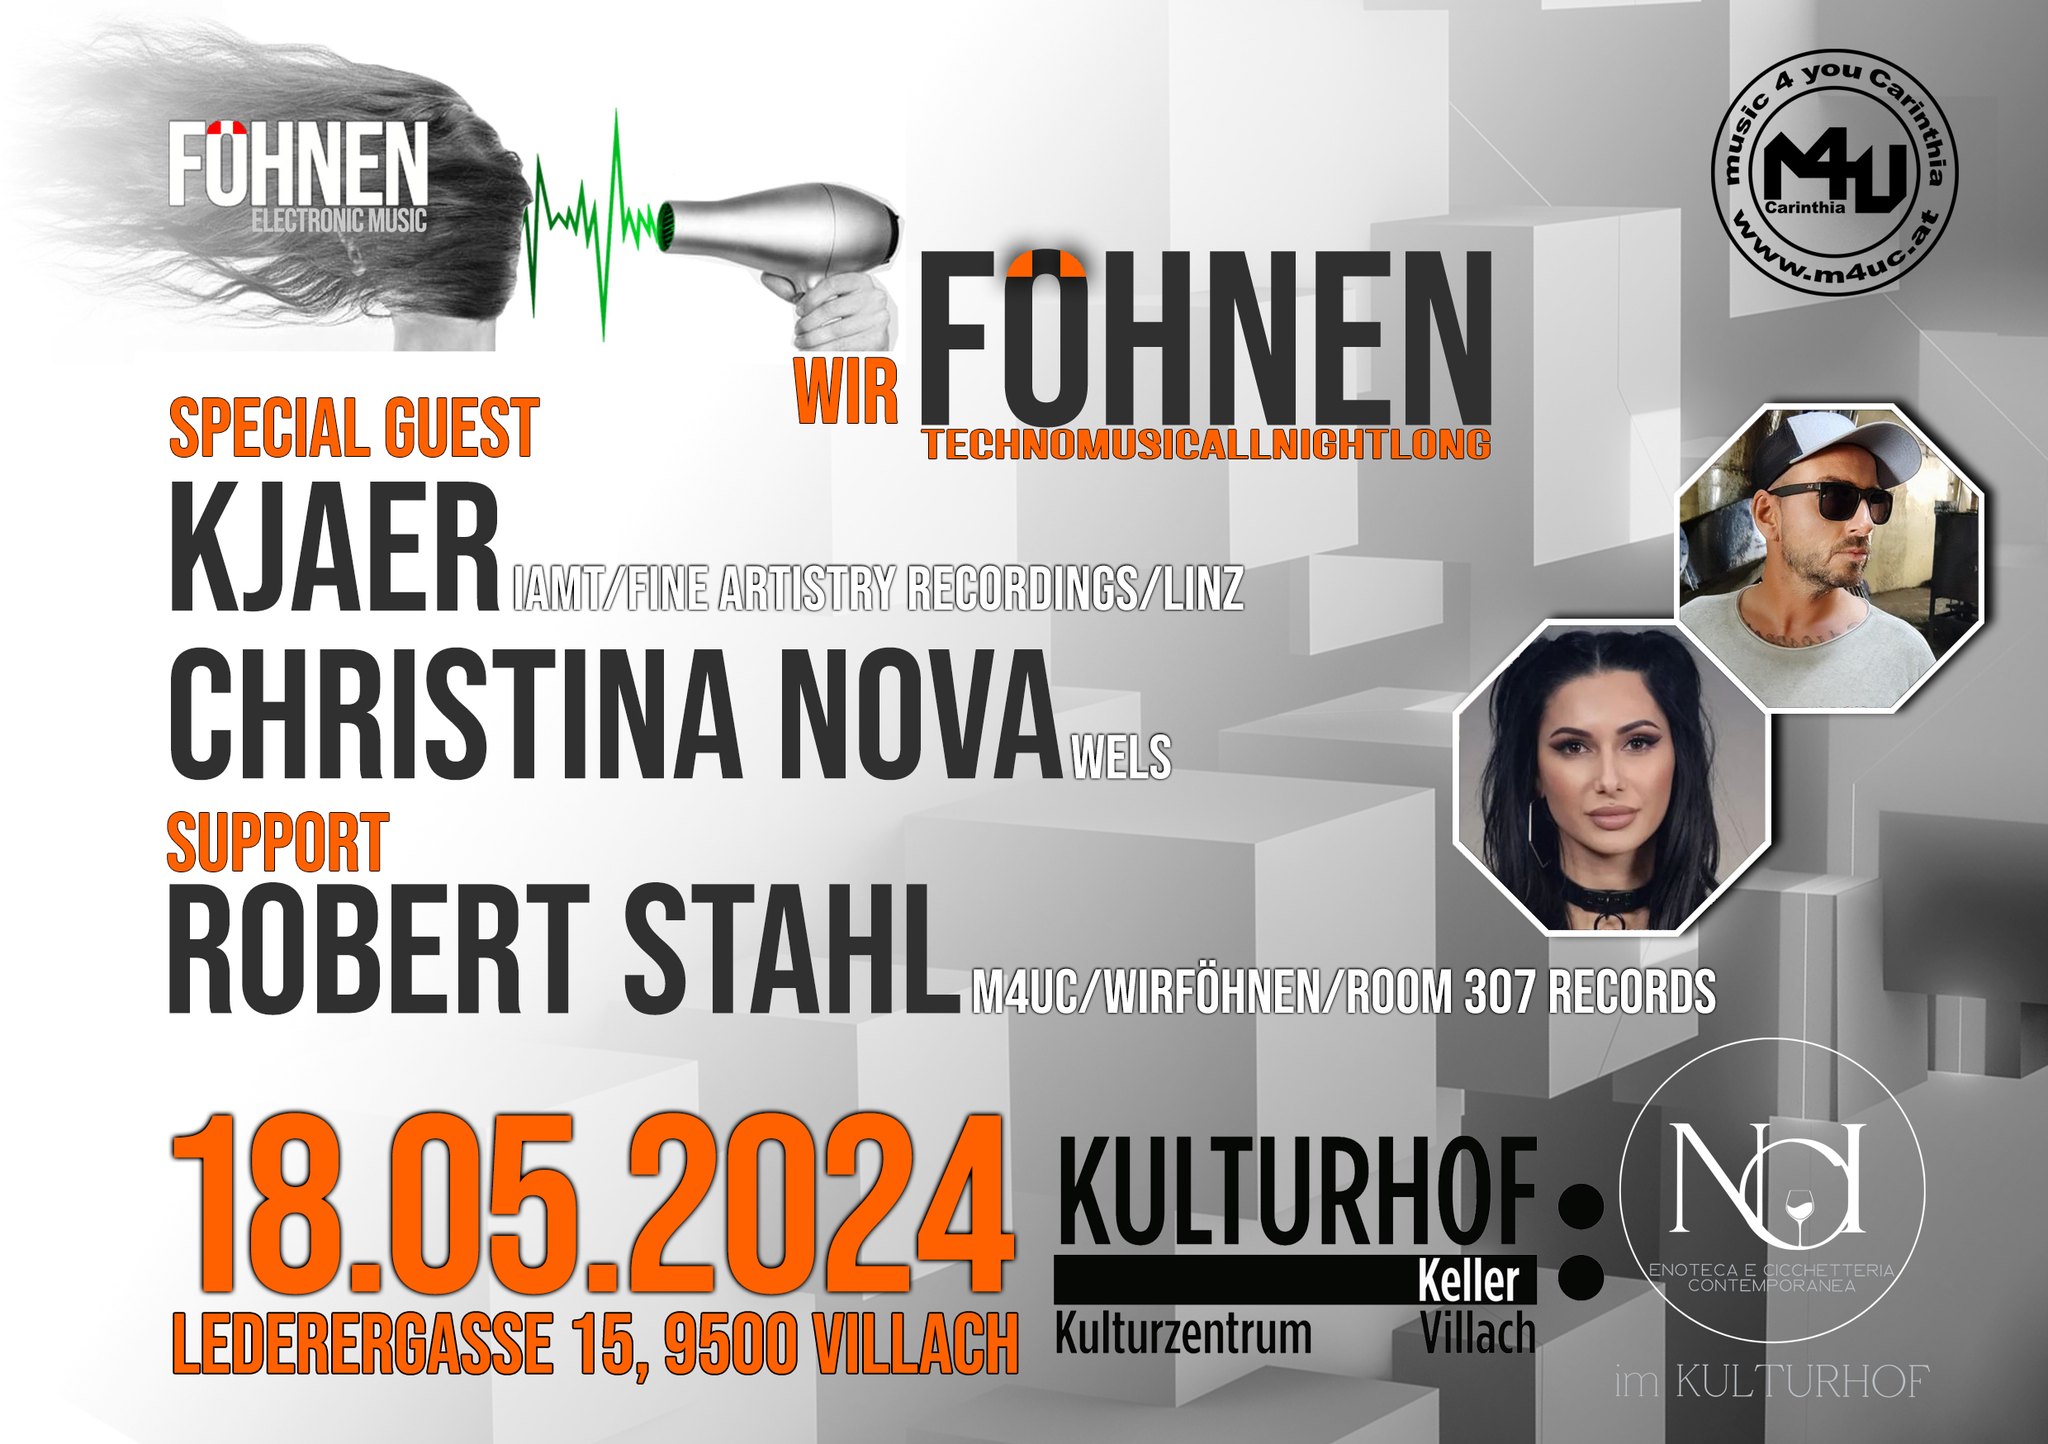 FÖHNEN
ELECTRONIC MUSIC
music 4 you Carinthia
M4U
Carinthia
www.m4uc.at
WIR FÖHNEN
TECHNOMUSICALLNIGHTLONG
SPECIAL GUEST
KJAER IAMT/FINE ARTISTRY RECORDINGS/LINZ
CHRISTINA NOVA WELS
SUPPORT
ROBERT STAHL M4UC/WIRFÖHNEN/ROOM 307 RECORDS
18.05.2024
LEDERERGASSE 15, 9500 VILLACH
KULTURHOF:
Keller
Kulturzentrum Villach
NOI
ENOTECA E CICCHETTERIA
CONTEMPORANEA
im KULTURHOF